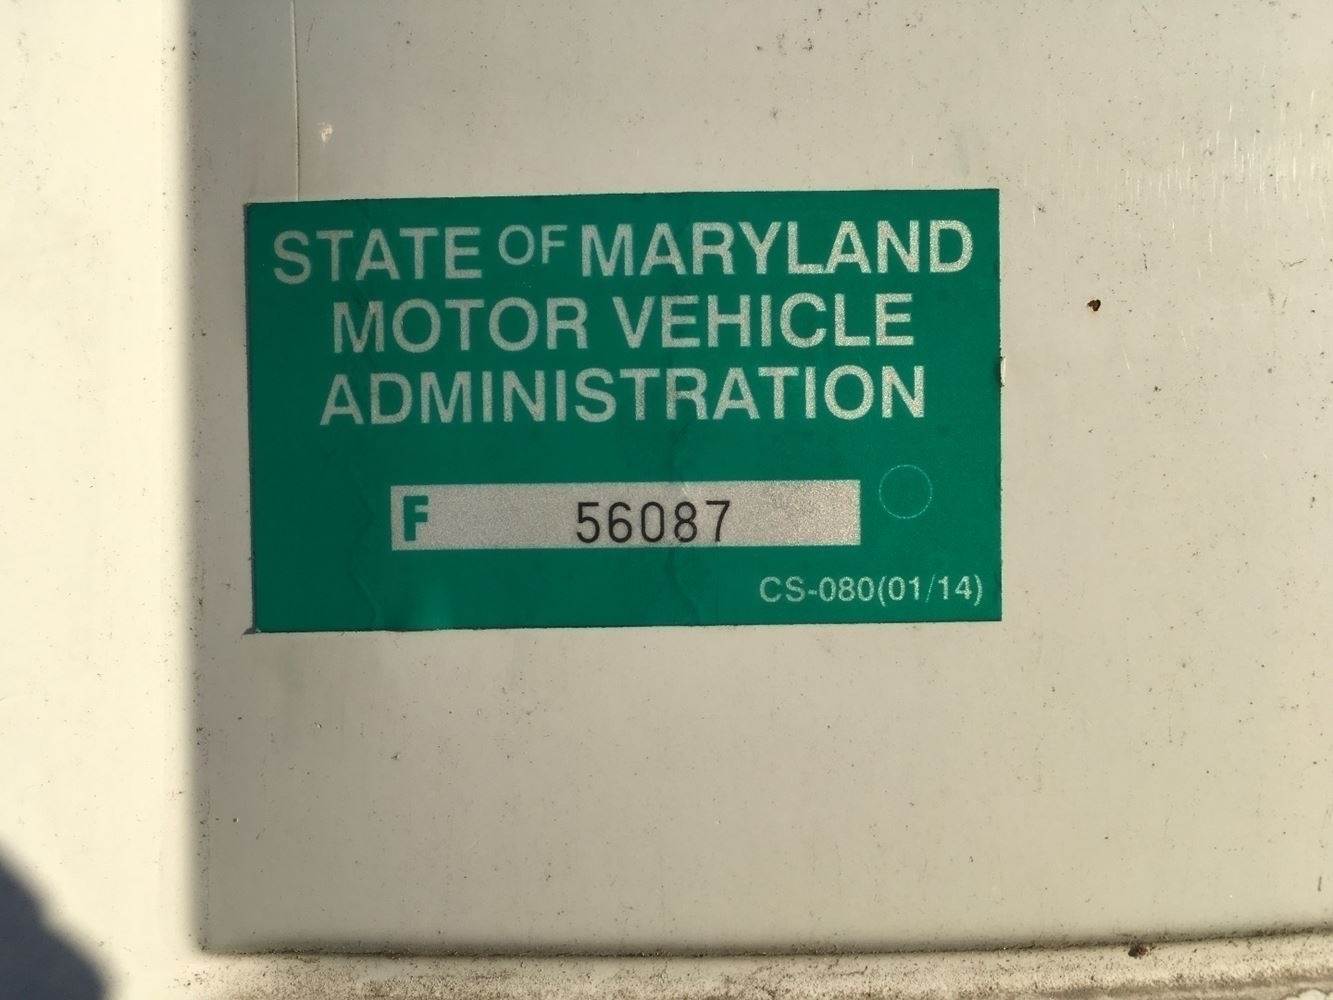 STATE OF MARYLAND
MOTOR VEHICLE
ADMINISTRATION
F 56087
CS-080(01/14)